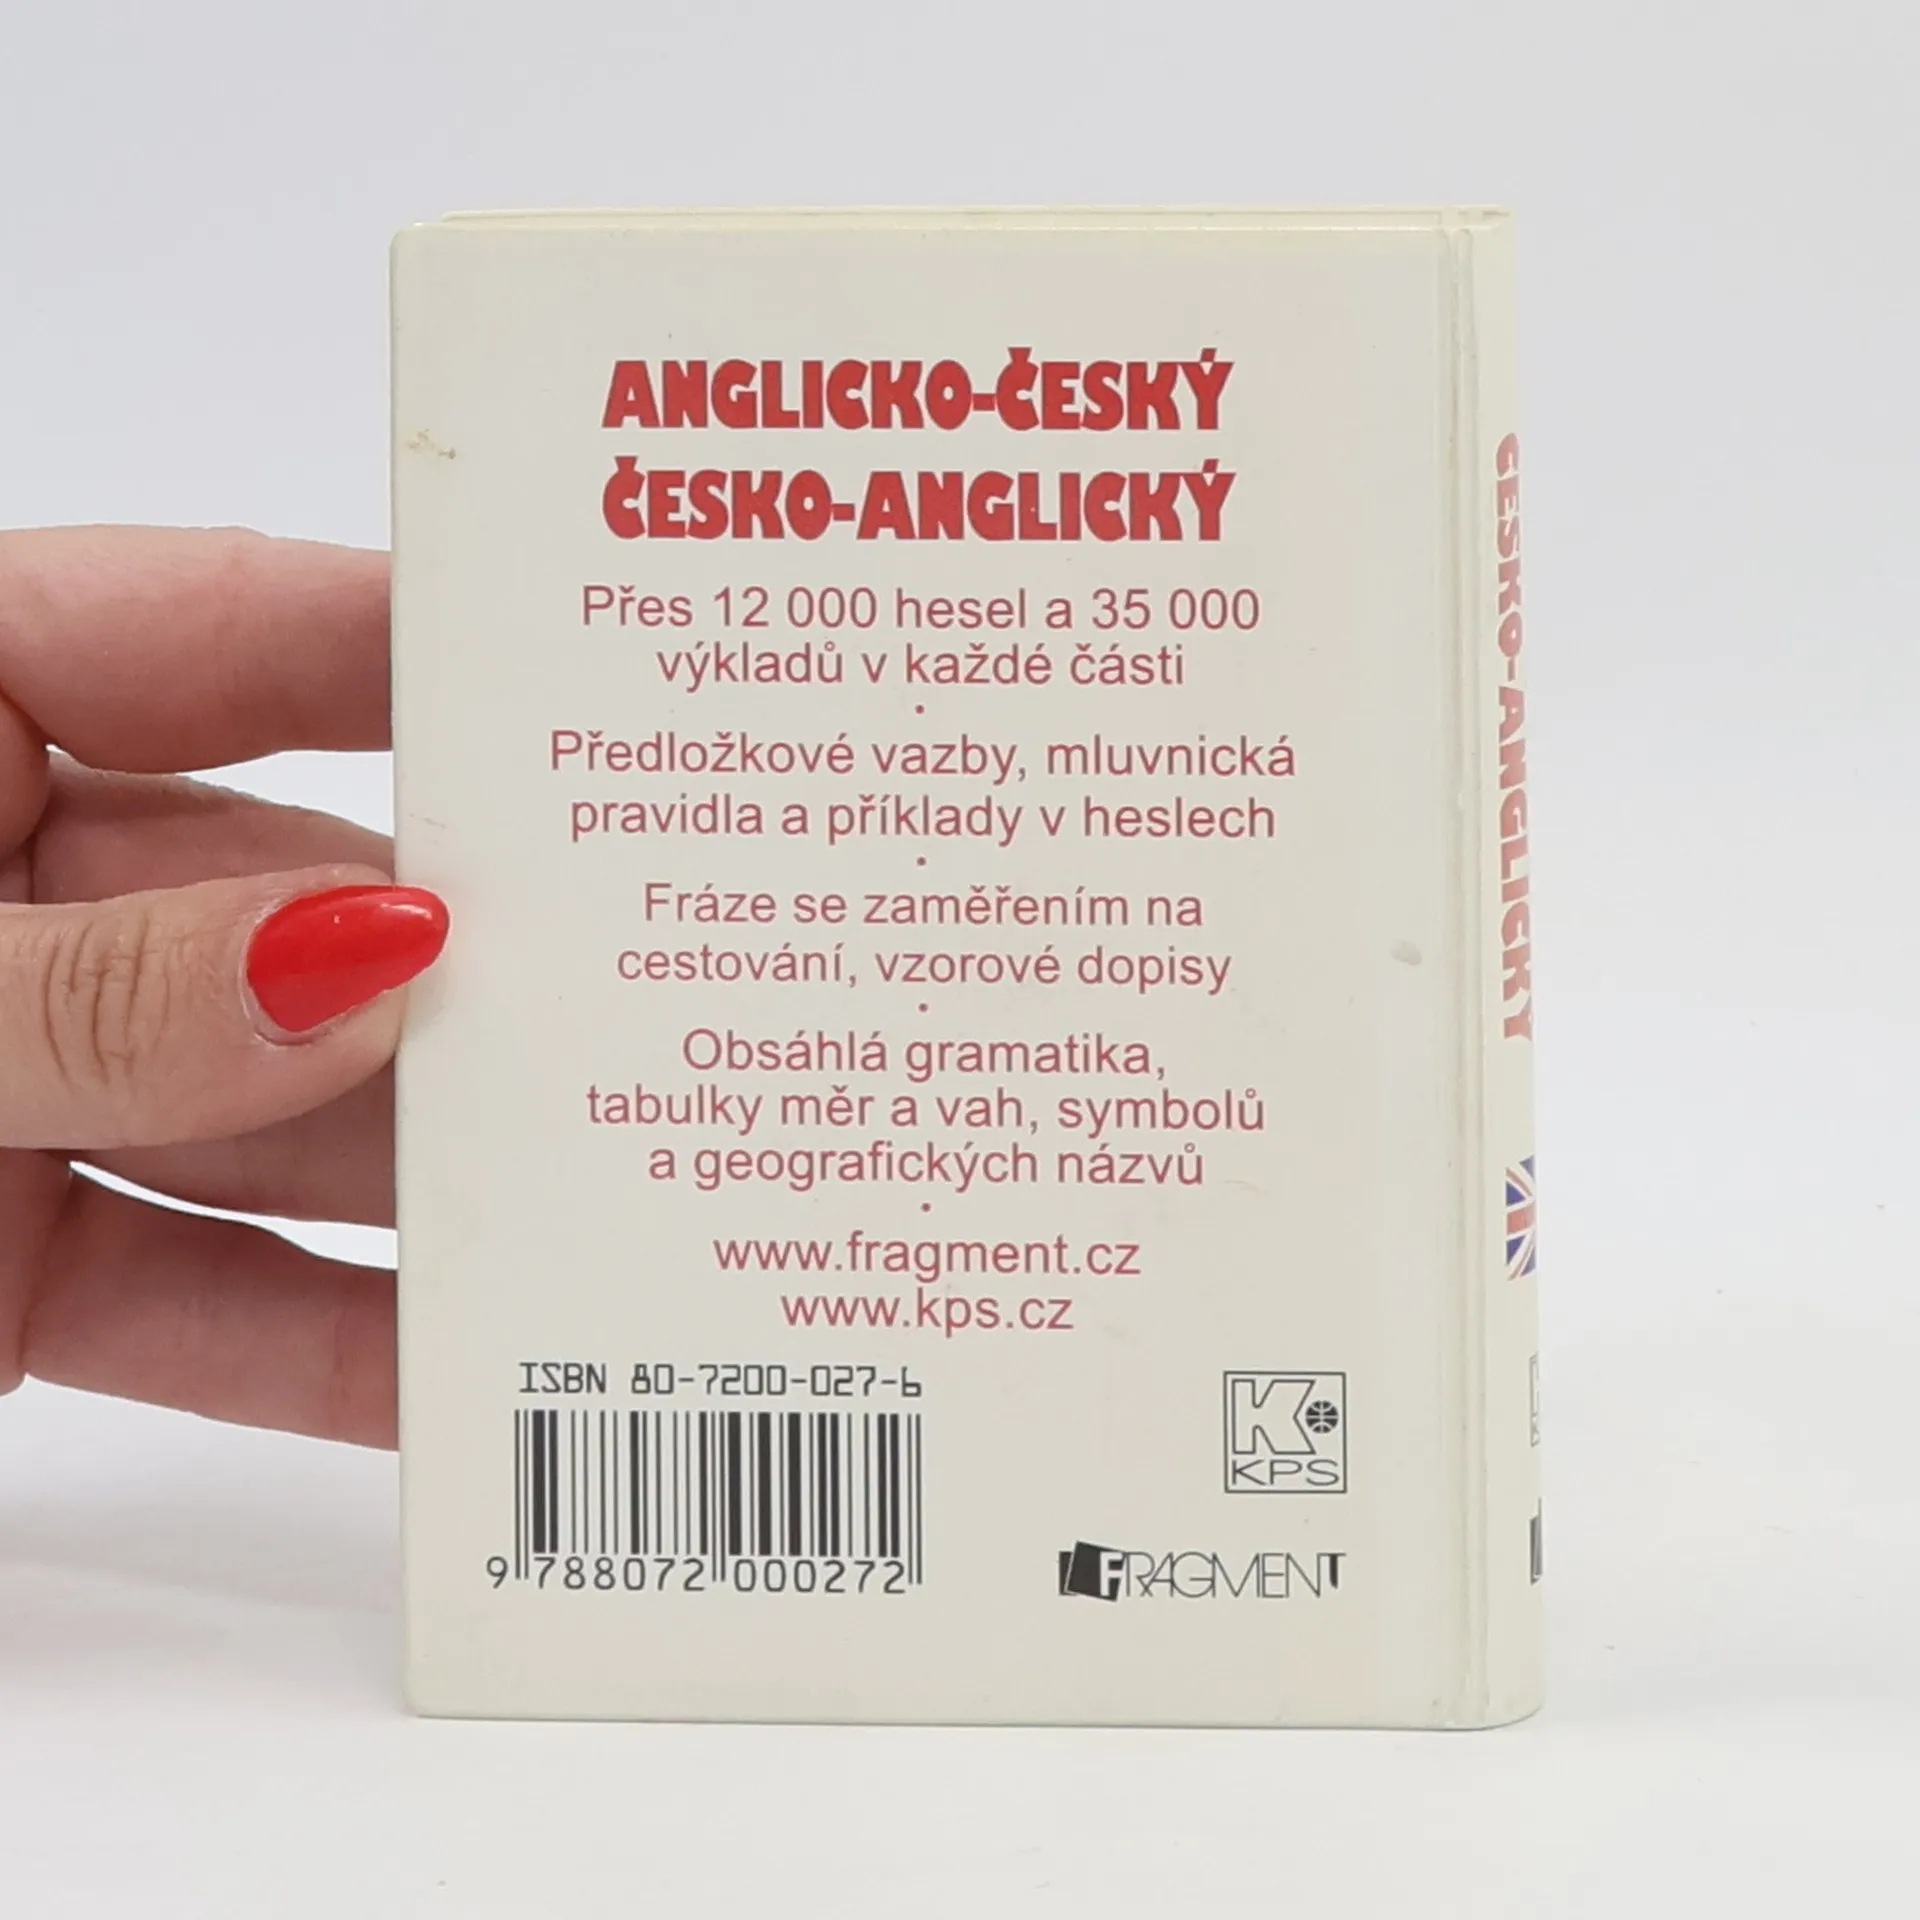 ANGLICKO-ČESKÝ
ČESKO-ANGLICKÝ
Přes 12 000 hesel a 35 000
výkladů v každé části
•
Předložkové vazby, mluvnická
pravidla a příklady v heslech
•
Fráze se zaměřením na
cestování, vzorové dopisy
•
Obsáhlá gramatika,
tabulky měr a vah, symbolů
a geografických názvů
•
www.fragment.cz
www.kps.cz
ISBN 80-7200-027-6
9 788072 000272
K
KPS
FRAGMENT
ČESKO-ANGLICKÝ